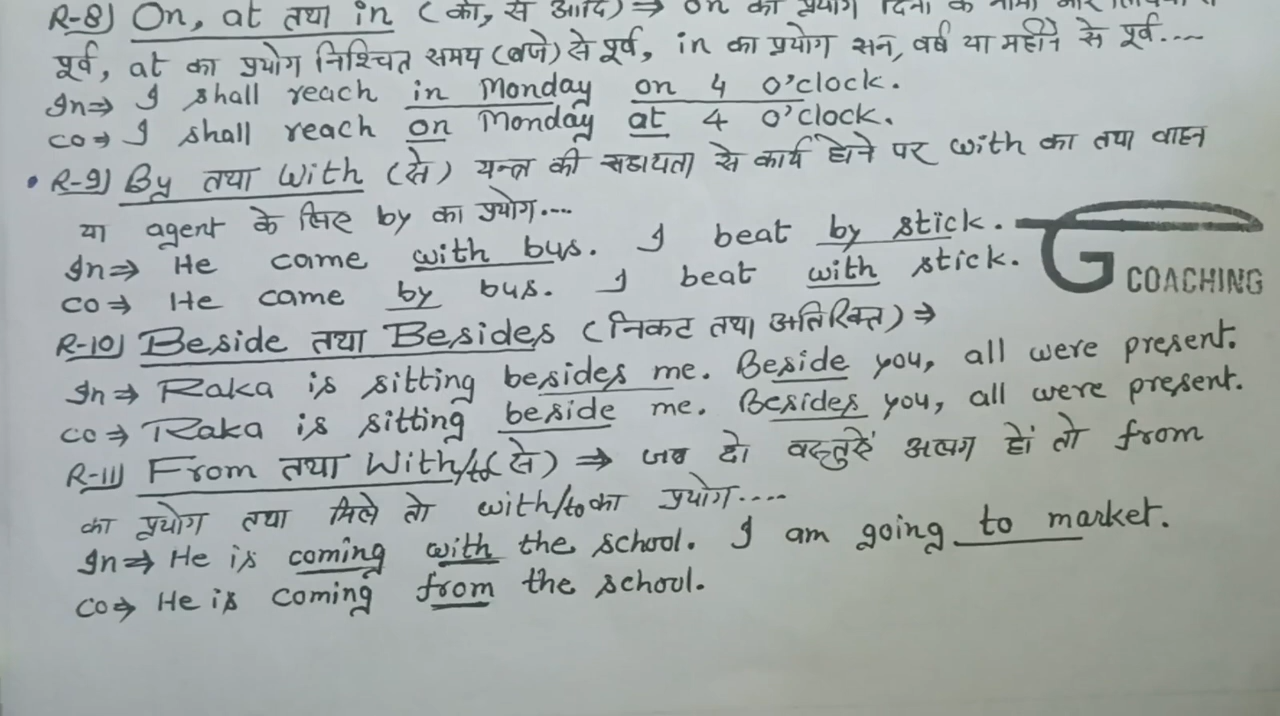 R-8) On, at तथा in (को, से आदि) ⇒ on का प्रयोग दिनों के नामों और
पूर्व, at का प्रयोग निश्चित समय (बजे) से पूर्व, in का प्रयोग सन, वर्ष या महीने से पूर्व....
In⇒ I shall reach in Monday on 4 o'clock.
CO⇒ I shall reach on Monday at 4 o'clock.
• R-9) By तथा With (से) यन्त्र की सहायता से कार्य होने पर with का तथा वाहन
या agent के लिए by का प्रयोग....
In⇒ He came with bus. I beat by stick.
CO⇒ He came by bus. I beat with stick.
G COACHING
R-10) Beside तथा Besides (निकट तथा अतिरिक्त) ⇒
In⇒ Raka is sitting besides me. Beside you, all were present.
CO⇒ Raka is sitting beside me. Besides you, all were present.
R-11) From तथा With/to (से) ⇒ जब दो वस्तुएँ अलग हों तो from
का प्रयोग तथा मिले तो with/to का प्रयोग....
In⇒ He is coming with the school. I am going to market.
CO⇒ He is coming from the school.